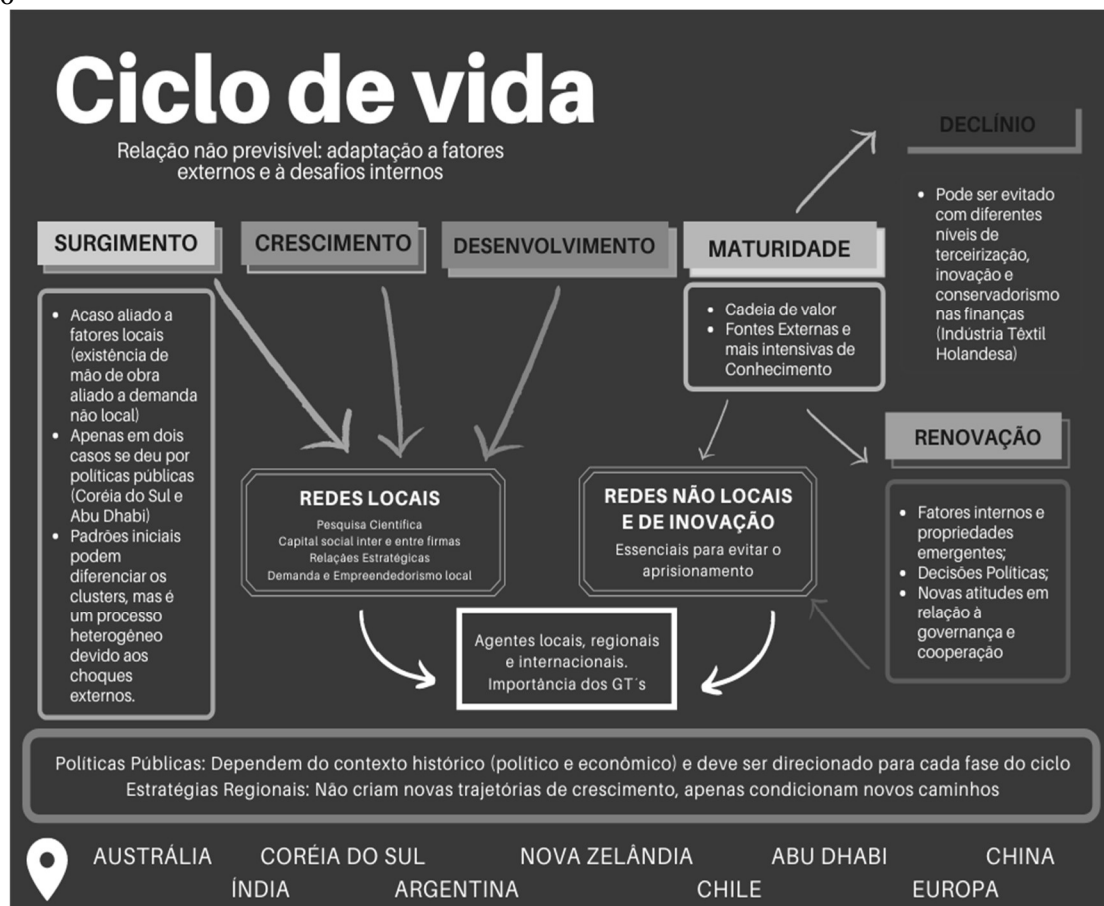 Ciclo de vida
Relação não previsível: adaptação a fatores
externos e à desafios internos
SURGIMENTO
CRESCIMENTO
DESENVOLVIMENTO
MATURIDADE
DECLÍNIO
• Acaso aliado a
fatores locais
(existência de
mão de obra
aliado a demanda
não local)
• Apenas em dois
casos se deu por
políticas públicas
(Coréia do Sul e
Abu Dhabi)
• Padrões iniciais
podem
diferenciar os
clusters, mas é
um processo
heterogêneo
devido aos
choques
externos.
• Cadeia de valor
• Fontes Externas e
mais intensivas de
Conhecimento
• Pode ser evitado
com diferentes
níveis de
terceirização,
inovação e
conservadorismo
nas finanças
(Indústria Têxtil
Holandesa)
REDES LOCAIS
Pesquisa Científica
Capital social inter e entre firmas
Relações Estratégicas
Demanda e Empreendedorismo local
REDES NÃO LOCAIS
E DE INOVAÇÃO
Essenciais para evitar o
aprisionamento
RENOVAÇÃO
• Fatores internos e
propriedades
emergentes;
• Decisões Políticas;
• Novas atitudes em
relação à
governança e
cooperação
Agentes locais, regionais
e internacionais.
Importância dos GT´s
Políticas Públicas: Dependem do contexto histórico (político e econômico) e deve ser direcionado para cada fase do ciclo
Estratégias Regionais: Não criam novas trajetórias de crescimento, apenas condicionam novos caminhos
AUSTRÁLIA CORÉIA DO SUL NOVA ZELÂNDIA ABU DHABI CHINA
ÍNDIA ARGENTINA CHILE EUROPA